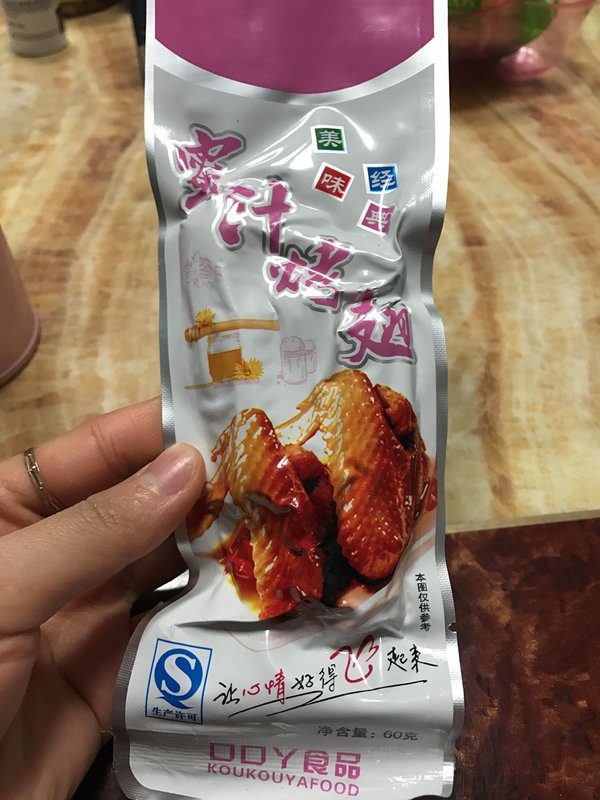 美味
经典
蜜汁烤翅
本图仅供参考
生产许可
让心情好得飞起来
净含量:60克
口口丫食品
KOUKOUYAFOOD